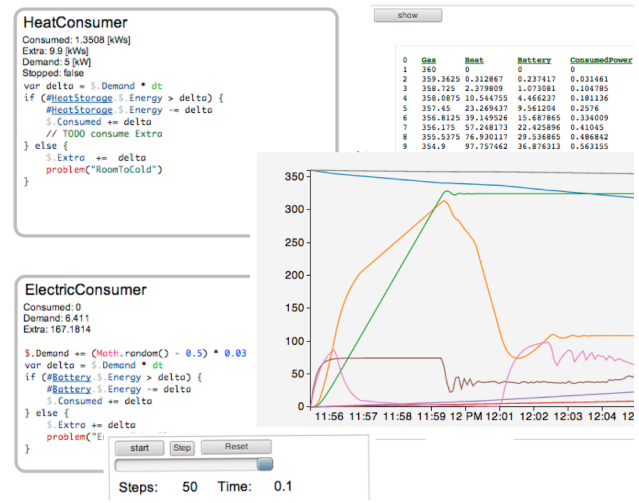 HeatConsumer
Consumed: 1.3508 [kWs]
Extra: 9.9 [kWs]
Demand: 5 [kW]
Stopped: false
var delta = $.Demand * dt
if (#HeatStorage.$.Energy > delta) {
#HeatStorage.$.Energy -= delta
$.Consumed += delta
// TODO consume Extra
} else {
$.Extra += delta
problem("RoomToCold")
}
show
0 Gas Heat Battery ConsumedPower
1 360 0 0 0
2 359.3625 0.312867 0.237417 0.031461
3 358.725 2.379809 1.073081 0.104785
4 358.0875 10.544755 4.466237 0.181136
5 357.45 23.269437 9.561204 0.2576
6 356.8125 39.149526 15.687865 0.334009
7 356.175 57.248173 22.425896 0.41045
8 355.5375 76.930117 29.536865 0.486842
9 354.9 97.757462 36.876313 0.563155
350
300
250
200
150
100
50
0
11:56 11:57 11:58 11:59 12 PM 12:01 12:02 12:03 12:04 12
ElectricConsumer
Consumed: 0
Demand: 6.411
Extra: 167.1814
$.Demand += (Math.random() - 0.5) * 0.03
var delta = $.Demand * dt
if (#Battery.$.Energy > delta) {
#Battery.$.Energy -= delta
$.Consumed += delta
} else {
$.Extra += delta
problem("E
}
start Step Reset
Steps: 50 Time: 0.1